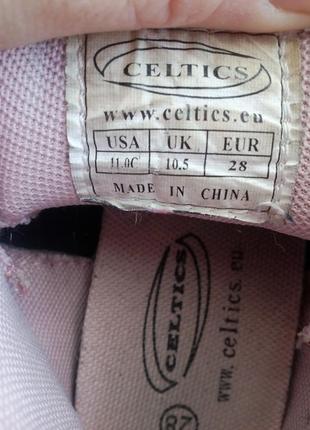 CELTICS
www.celtics.eu
USA UK EUR
11.0C 10.5 28
MADE IN CHINA
CELTICS
www.celtics.eu
87